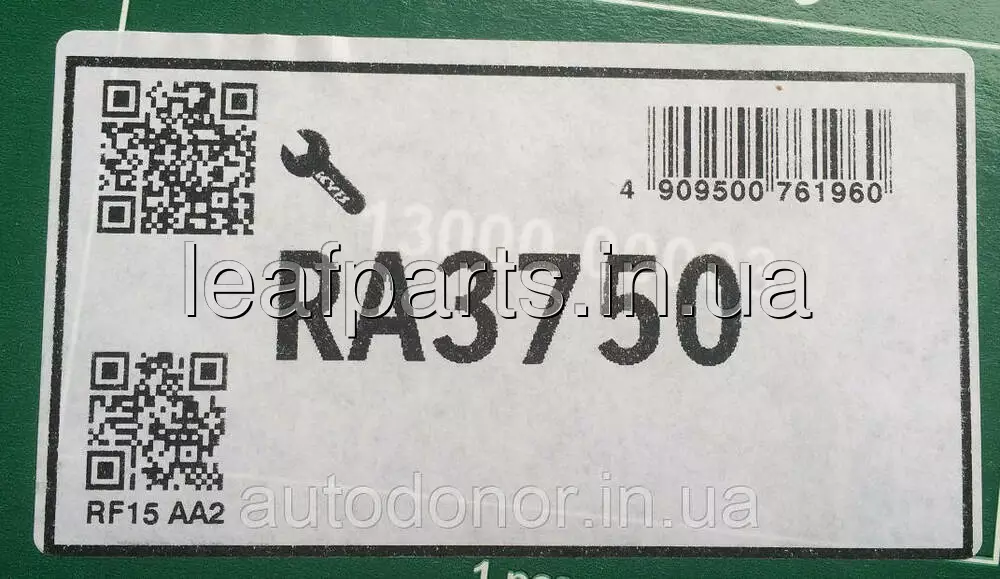 KYB
4 909500 761960
RA3750
leafparts.in.ua
RF15 AA2
autodonor.in.ua